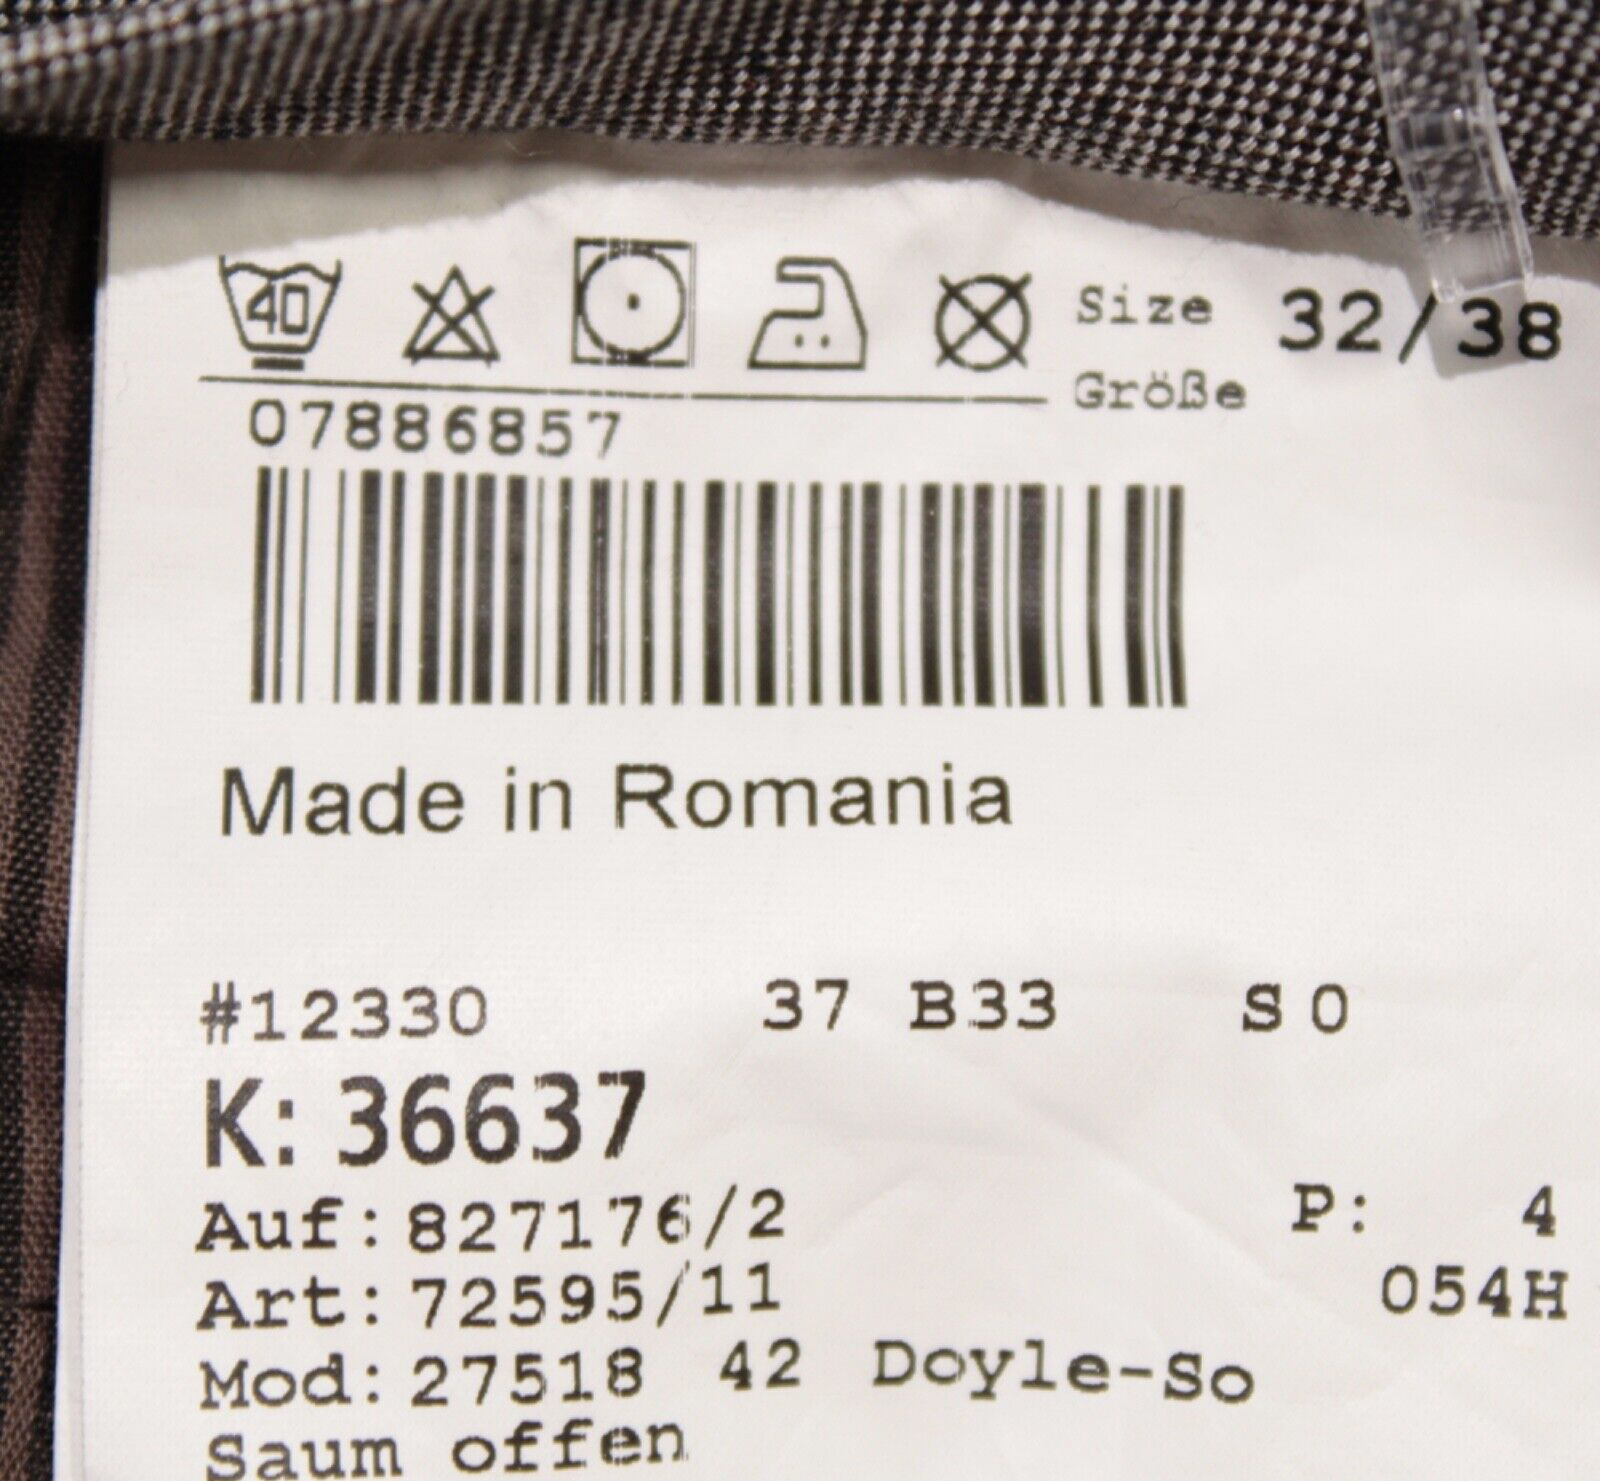 40
Size 32/38
Größe
07886857
Made in Romania
#12330 37 B33 S 0
K: 36637
Auf: 827176/2 P: 4
Art: 72595/11 054H
Mod: 27518 42 Doyle-So
Saum offen